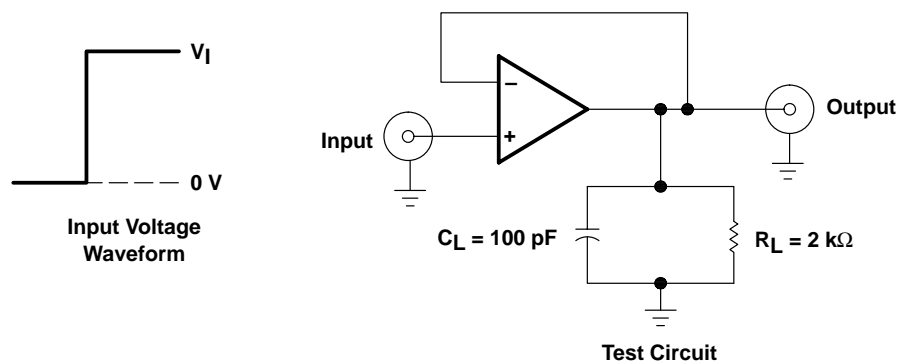 VI
0 V
Input Voltage
Waveform
Input
−
+
Output
CL = 100 pF
RL = 2 kΩ
Test Circuit